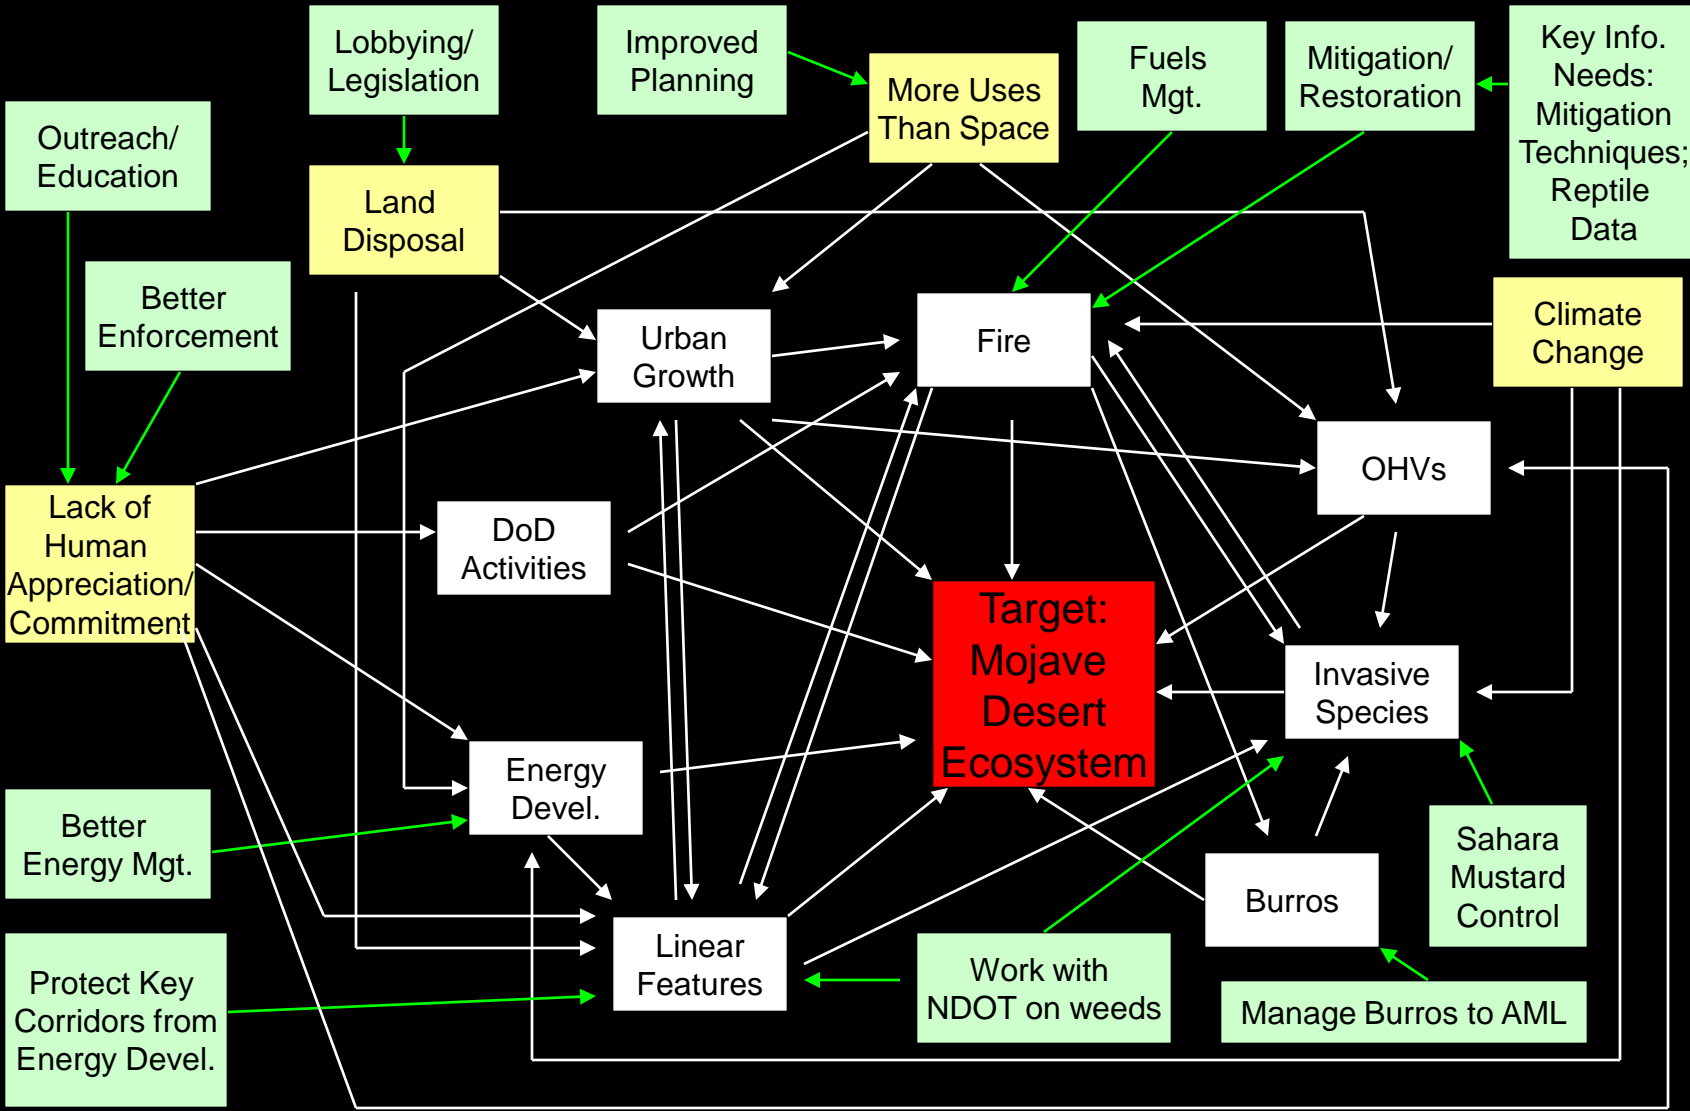 Lobbying/
Legislation
Improved
Planning
More Uses
Than Space
Fuels
Mgt.
Mitigation/
Restoration
Key Info.
Needs:
Mitigation
Techniques;
Reptile
Data
Outreach/
Education
Land
Disposal
Better
Enforcement
Urban
Growth
Fire
Climate
Change
OHVs
Lack of
Human
Appreciation/
Commitment
DoD
Activities
Target:
Mojave
Desert
Ecosystem
Invasive
Species
Energy
Devel.
Better
Energy Mgt.
Burros
Sahara
Mustard
Control
Linear
Features
Work with
NDOT on weeds
Manage Burros to AML
Protect Key
Corridors from
Energy Devel.